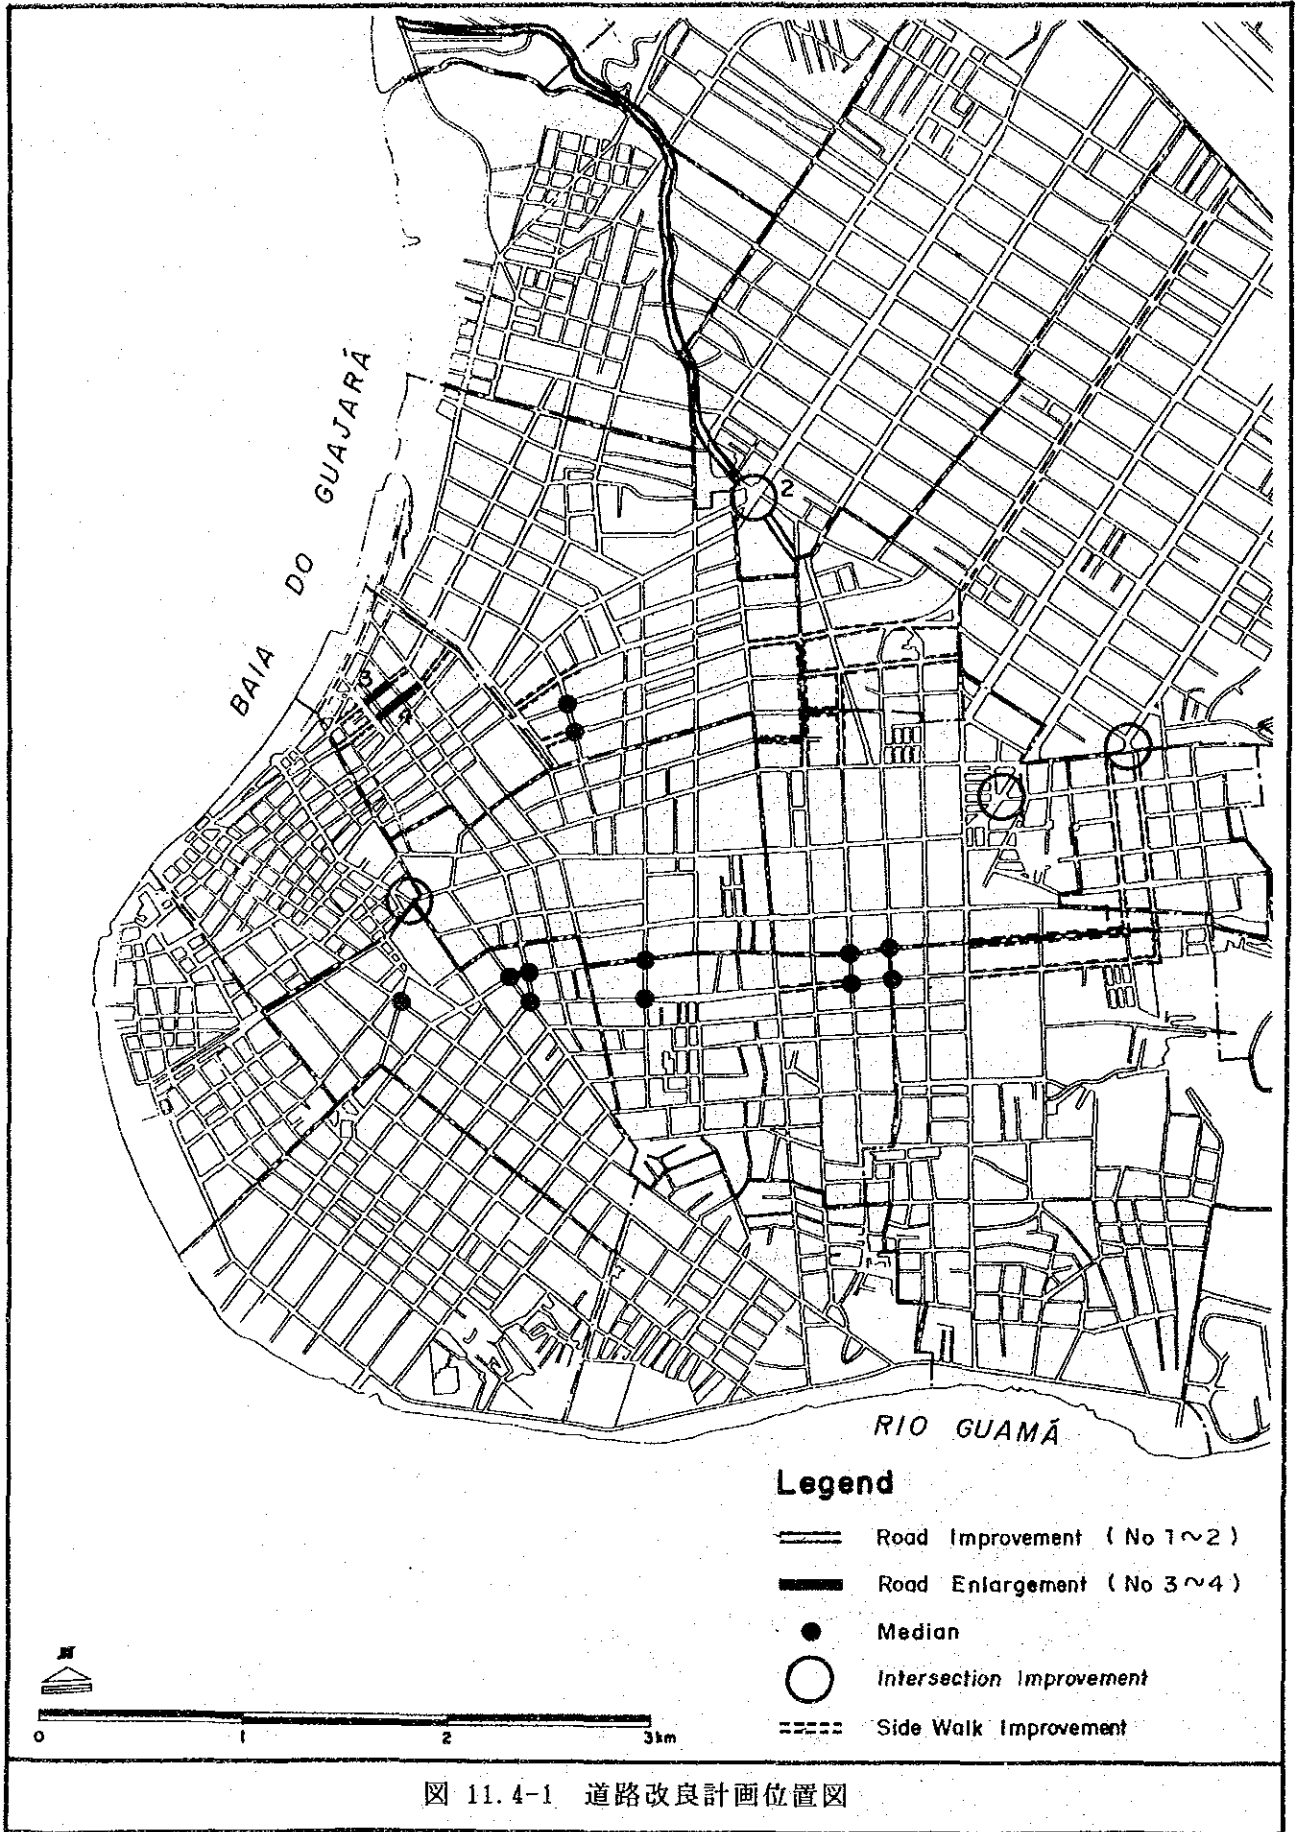 BAIA DO GUAJARÁ
2
3
4
RIO GUAMÁ
Legend
Road Improvement ( No 1~2 )
Road Enlargement ( No 3~4 )
Median
Intersection Improvement
Side Walk Improvement
N
0 1 2 3km
図 11.4-1 道路改良計画位置図